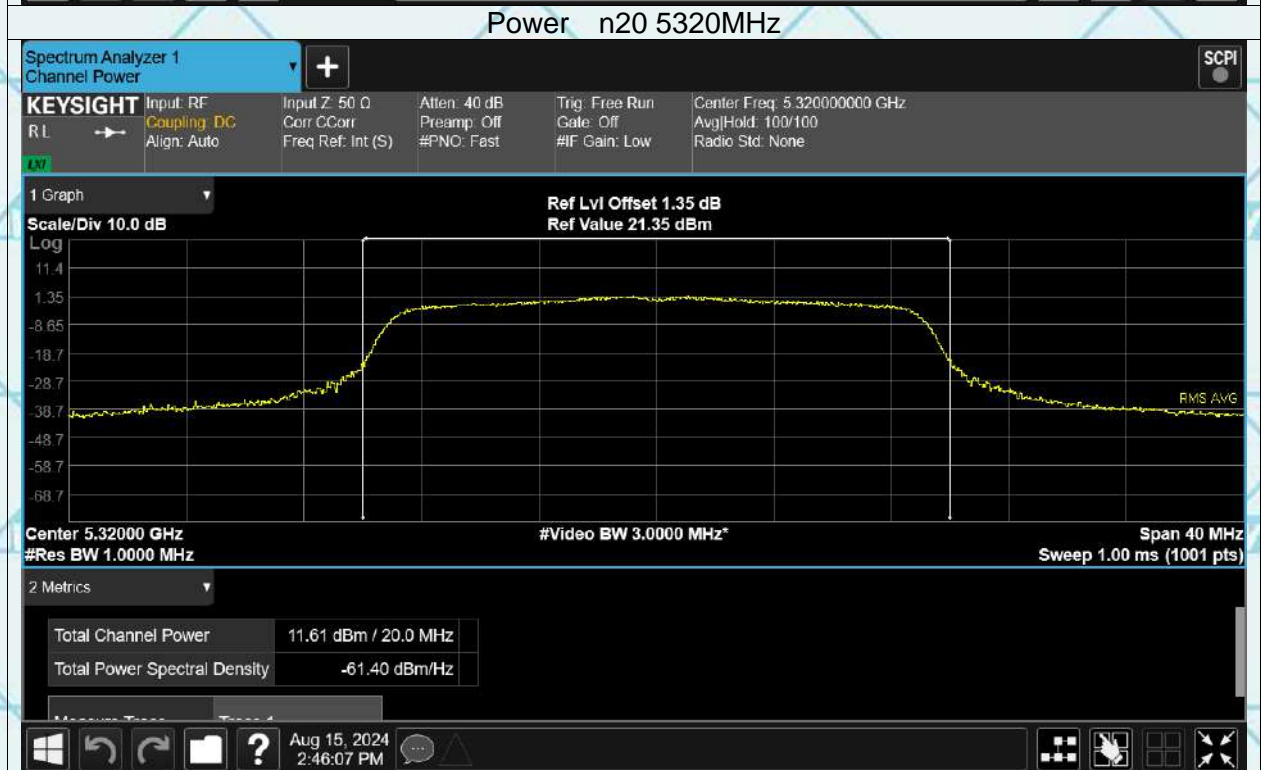 Power n20 5320MHz
Spectrum Analyzer 1
Channel Power
+
SCPI
KEYSIGHT
RL
LXI
Input: RF
Coupling: DC
Align: Auto
Input Z: 50 Ω
Corr CCorr
Freq Ref: Int (S)
Atten: 40 dB
Preamp: Off
#PNO: Fast
Trig: Free Run
Gate: Off
#IF Gain: Low
Center Freq: 5.320000000 GHz
Avg|Hold: 100/100
Radio Std: None
1 Graph
Scale/Div 10.0 dB
Ref Lvl Offset 1.35 dB
Ref Value 21.35 dBm
Log
11.4
1.35
-8.65
-18.7
-28.7
-38.7
-48.7
-58.7
-68.7
RMS AVG
Center 5.32000 GHz
#Res BW 1.0000 MHz
#Video BW 3.0000 MHz*
Span 40 MHz
Sweep 1.00 ms (1001 pts)
2 Metrics
Total Channel Power 11.61 dBm / 20.0 MHz
Total Power Spectral Density -61.40 dBm/Hz
?
Aug 15, 2024
2:46:07 PM